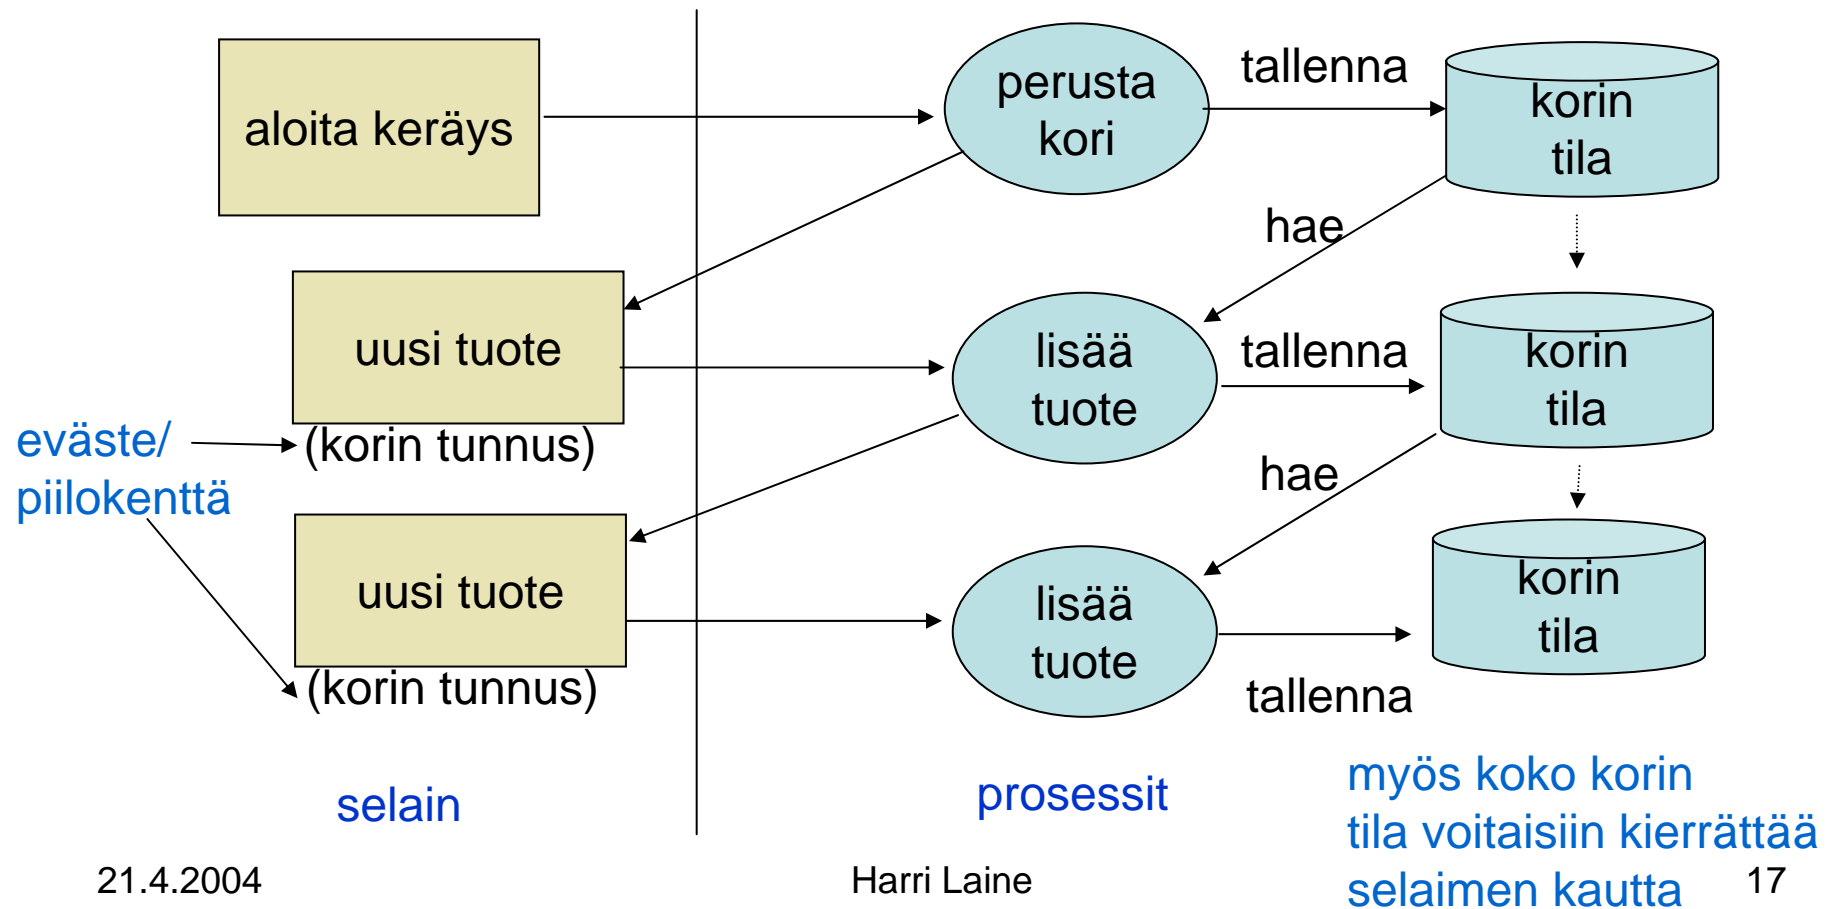 aloita keräys
perusta
kori
tallenna
korin
tila
hae
uusi tuote
(korin tunnus)
lisää
tuote
tallenna
korin
tila
eväste/
piilokenttä
hae
uusi tuote
(korin tunnus)
lisää
tuote
tallenna
korin
tila
selain
prosessit
myös koko korin
tila voitaisiin kierrättää
selaimen kautta
21.4.2004
Harri Laine
17